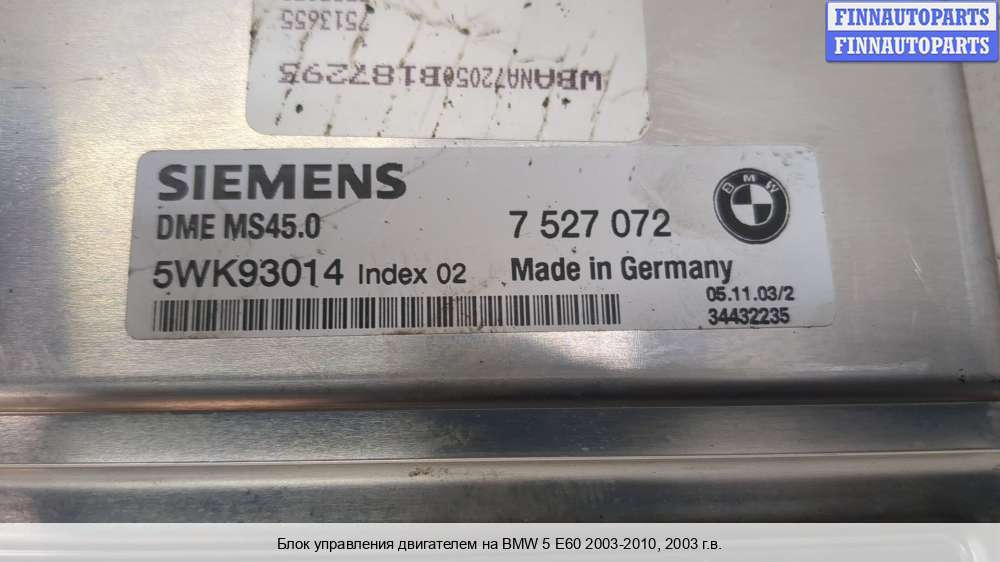 FINNAUTOPARTS
FINNAUTOPARTS
7513655
WBANA72050B187295
SIEMENS
BMW
DME MS45.0
7 527 072
5WK93014 Index 02
Made in Germany
05.11.03/2
34432235
Блок управления двигателем на BMW 5 E60 2003-2010, 2003 г.в.